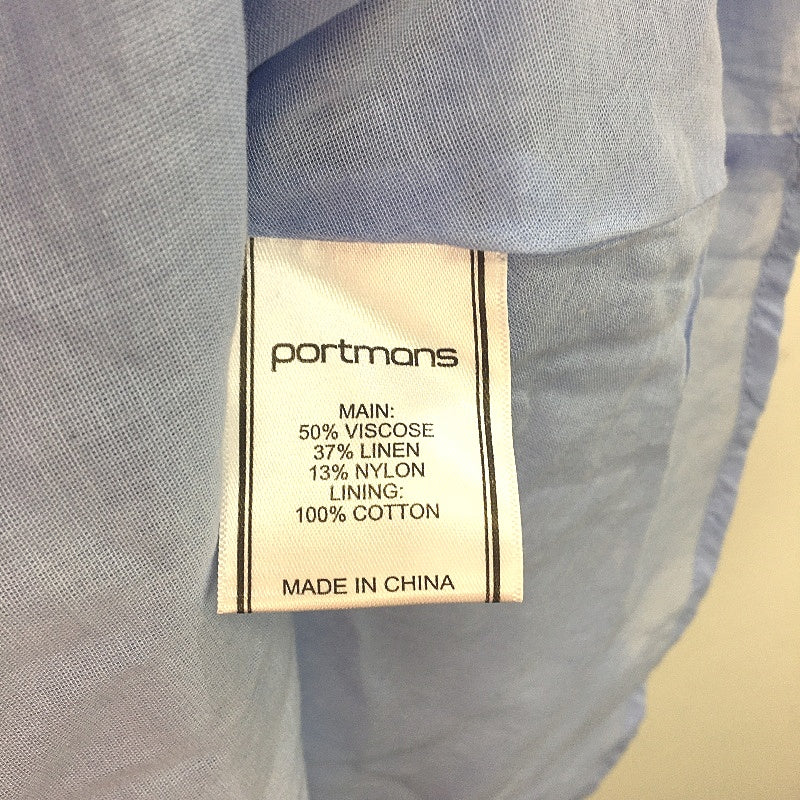 portmans
MAIN:
50% VISCOSE
37% LINEN
13% NYLON
LINING:
100% COTTON
MADE IN CHINA